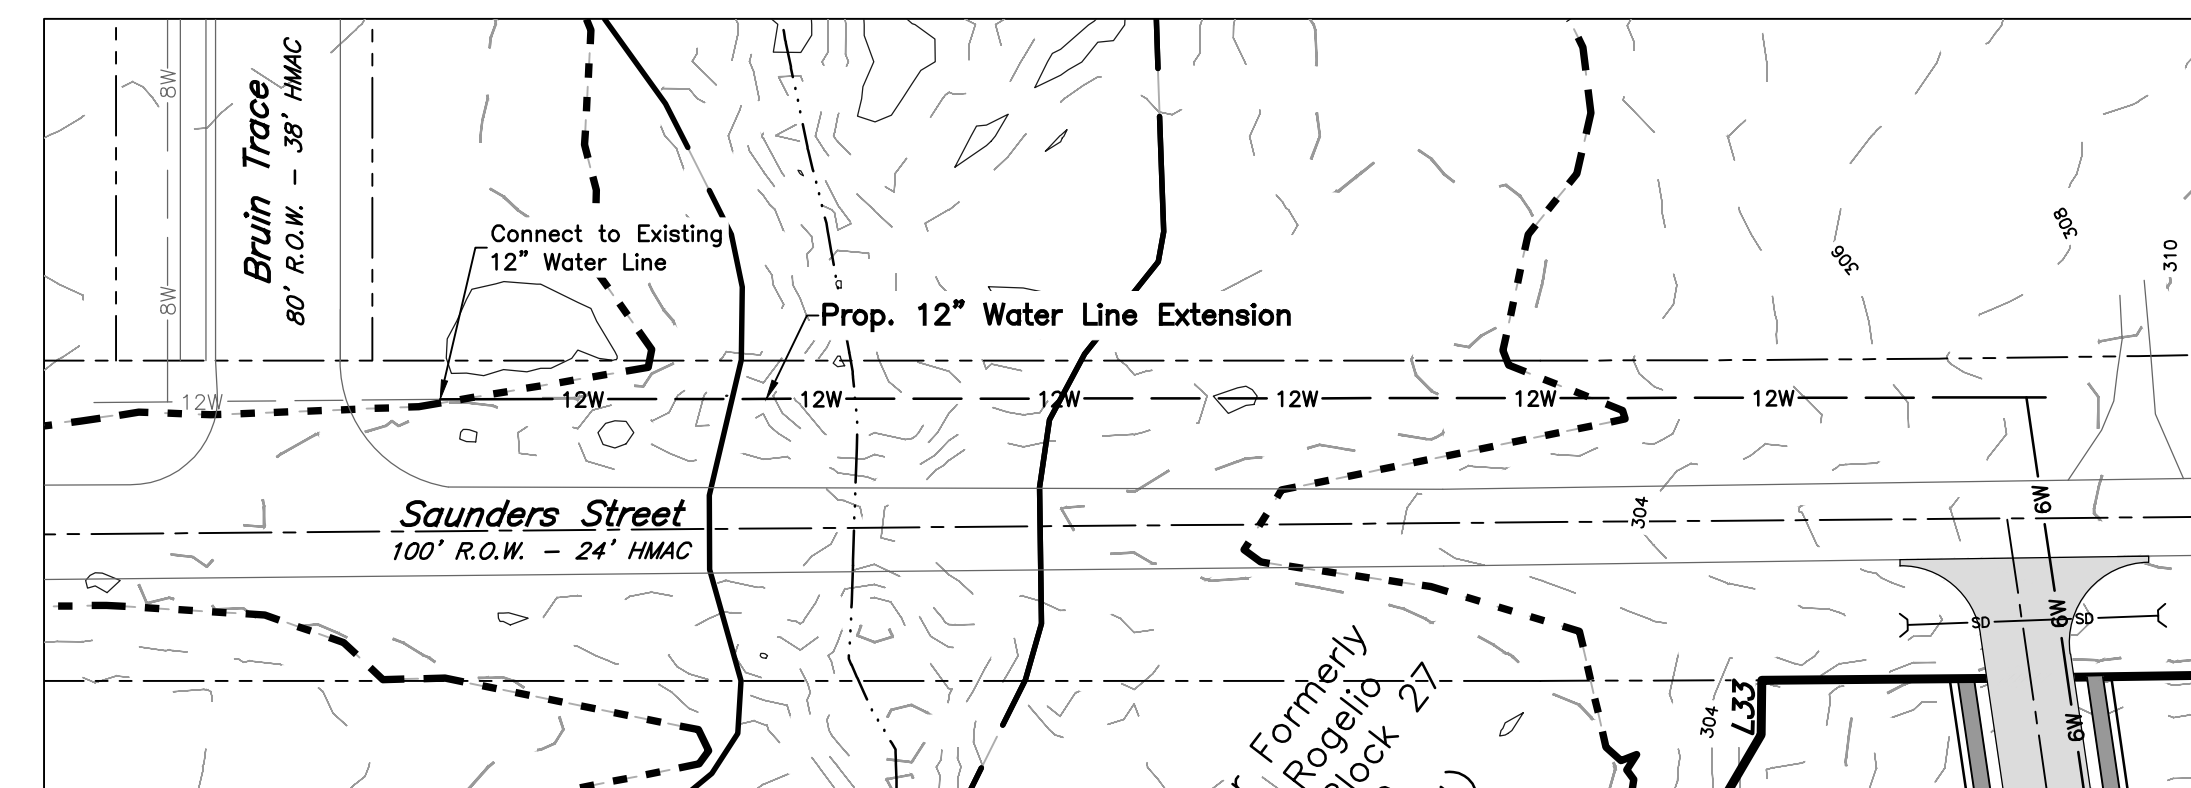 Bruin Trace
80' R.O.W. - 38' HMAC
8W
8W
Connect to Existing
12" Water Line
Prop. 12" Water Line Extension
306
308
310
12W
12W
12W
12W
12W
12W
12W
Saunders Street
100' R.O.W. - 24' HMAC
304
6W
6W
6W
SD
SD
304
L33
Formerly
Rogelio
lock 27